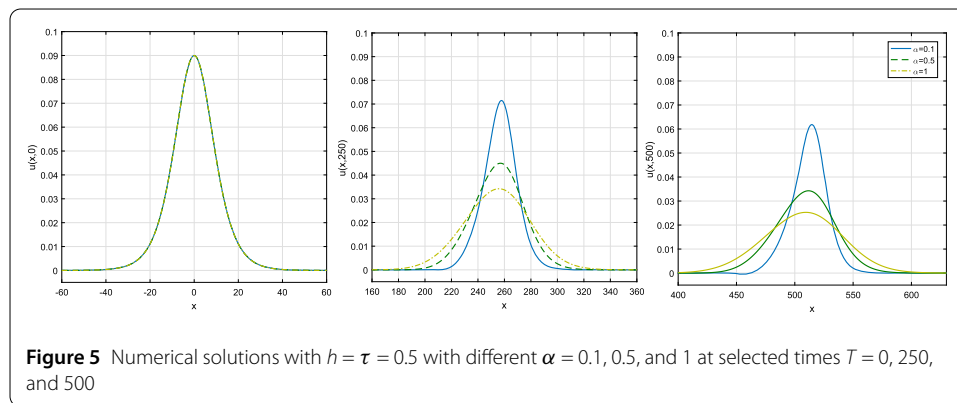 0.1
0.09
0.08
0.07
0.06
0.05
0.04
0.03
0.02
0.01
0
u(x,0)
-60 -40 -20 0 20 40 60
x
0.1
0.09
0.08
0.07
0.06
0.05
0.04
0.03
0.02
0.01
0
u(x,250)
160 180 200 220 240 260 280 300 320 340 360
x
0.1
0.09
0.08
0.07
0.06
0.05
0.04
0.03
0.02
0.01
0
u(x,500)
400 450 500 550 600
x
α=0.1
α=0.5
α=1
Figure 5 Numerical solutions with h = τ = 0.5 with different α = 0.1, 0.5, and 1 at selected times T = 0, 250,
and 500